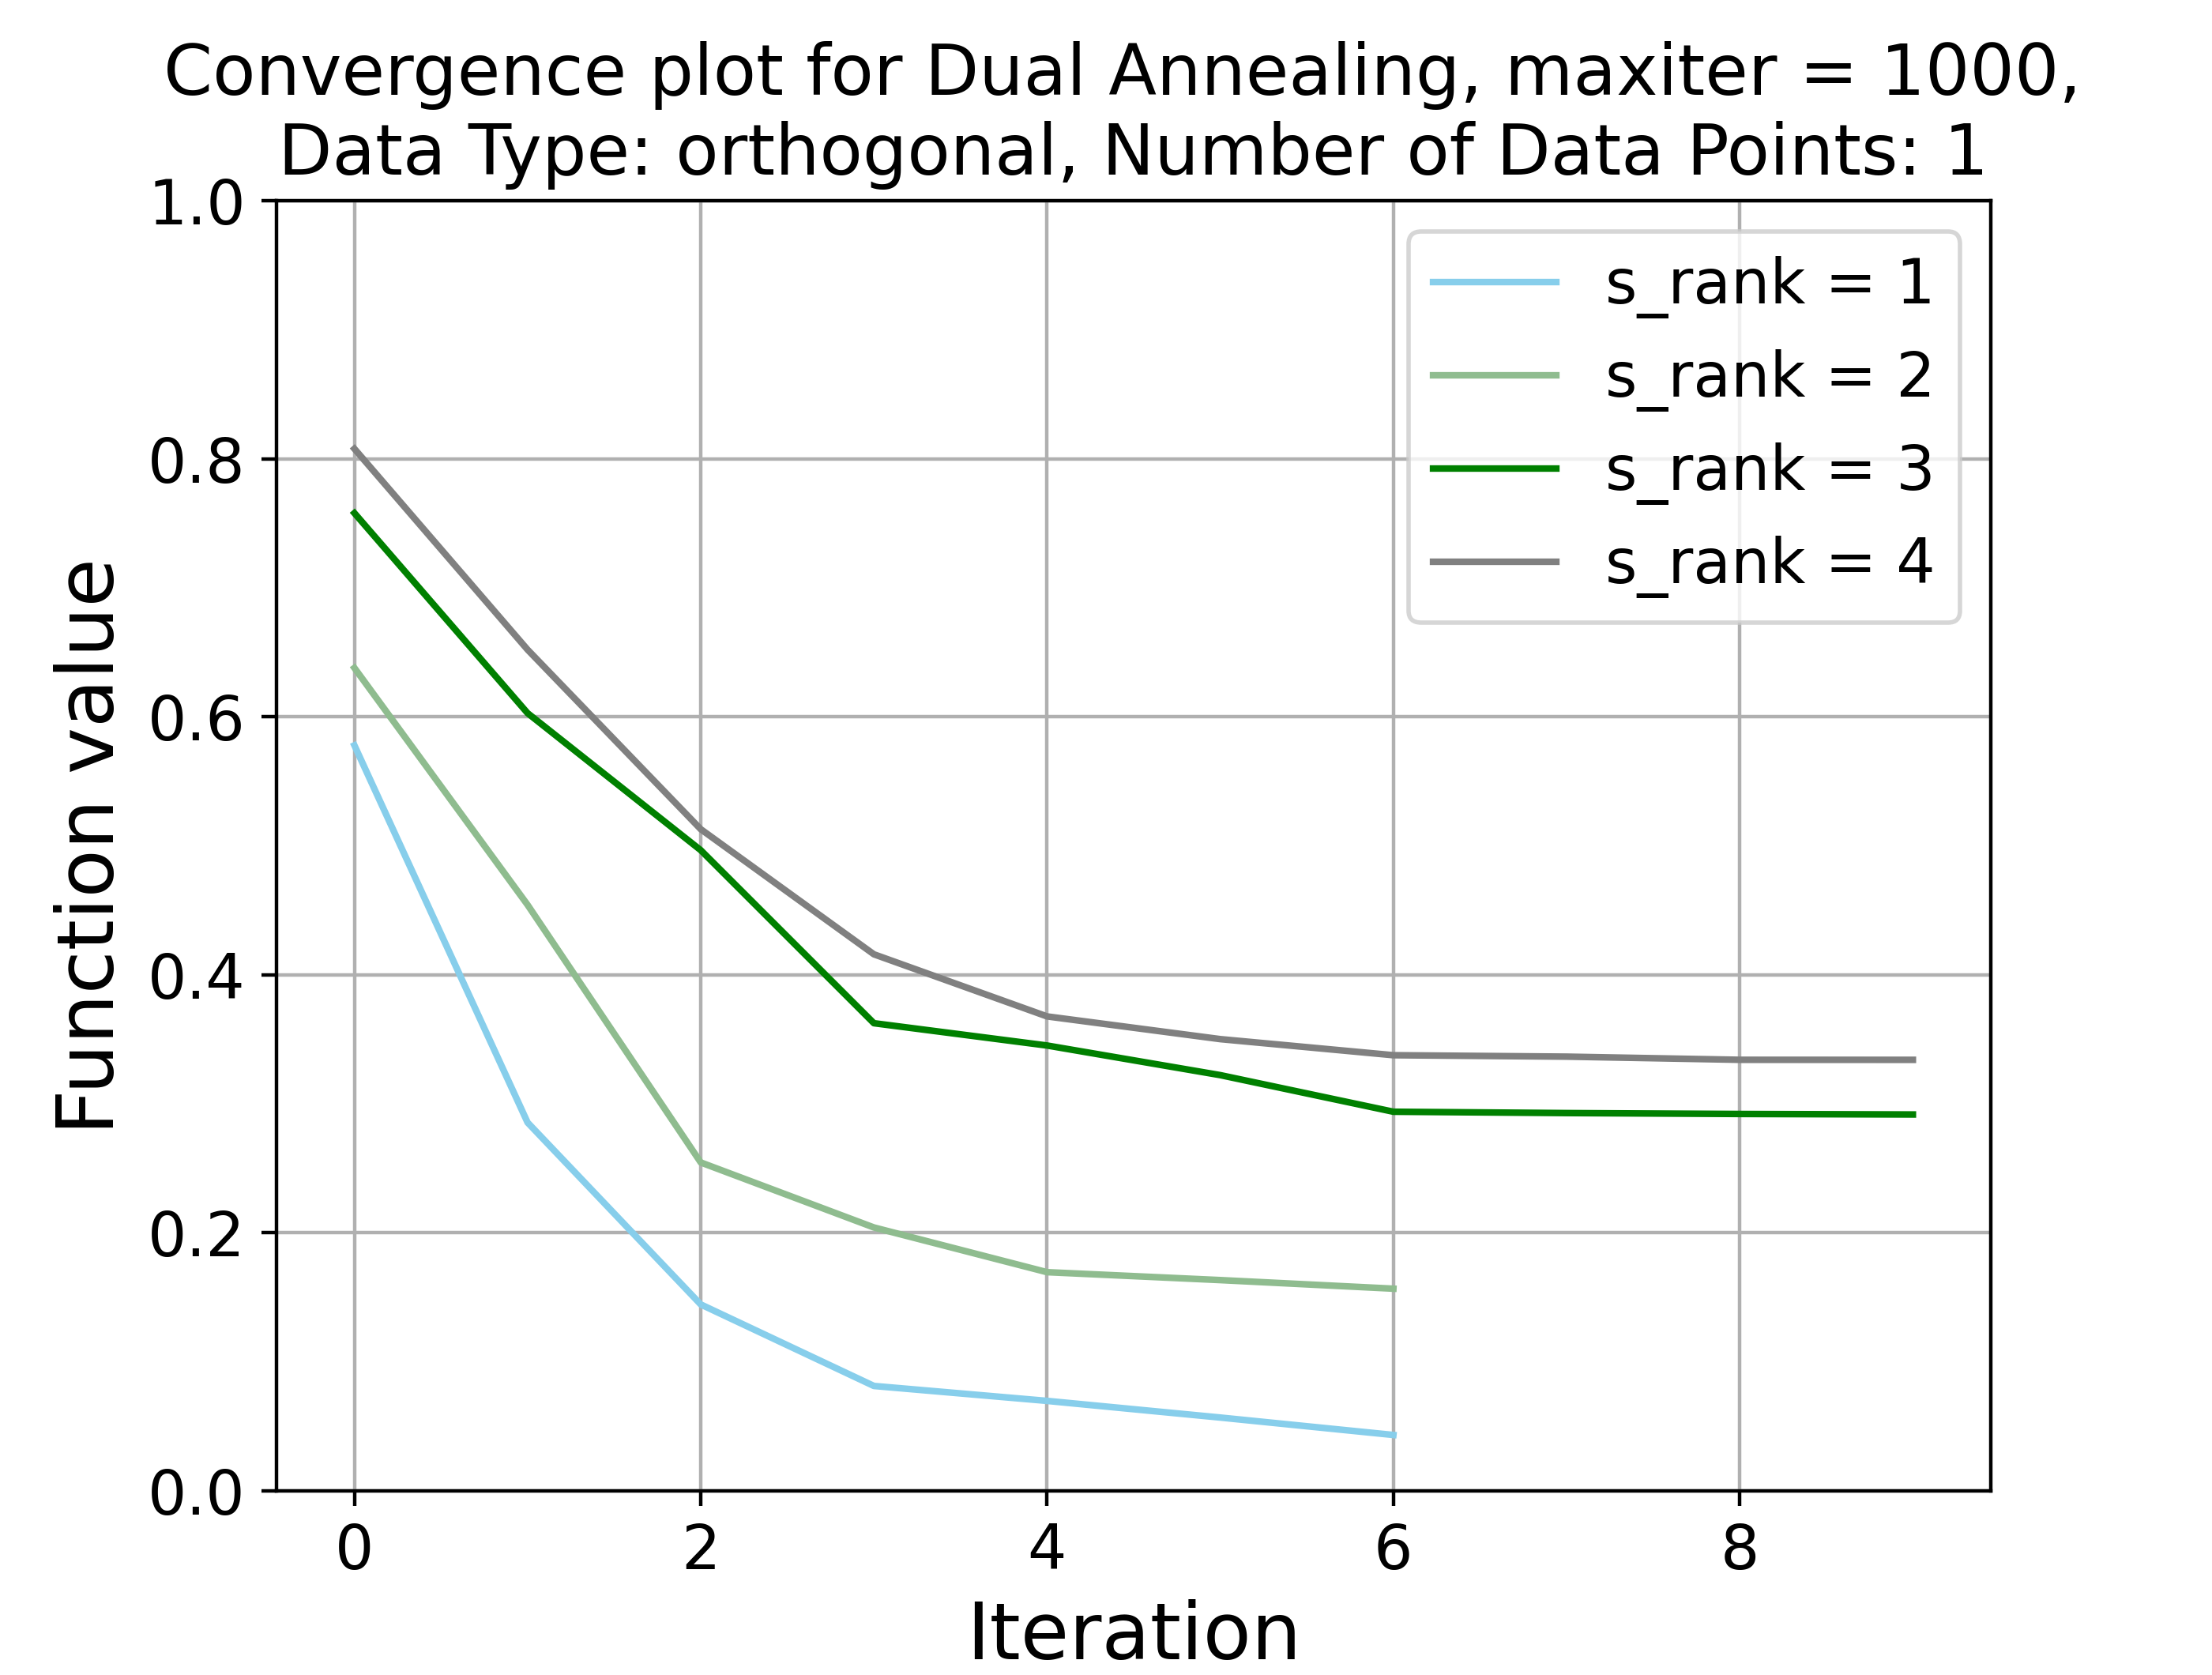 Convergence plot for Dual Annealing, maxiter = 1000,
Data Type: orthogonal, Number of Data Points: 1
1.0
0.8
0.6
0.4
0.2
0.0
Function value
s_rank = 1
s_rank = 2
s_rank = 3
s_rank = 4
0 2 4 6 8
Iteration